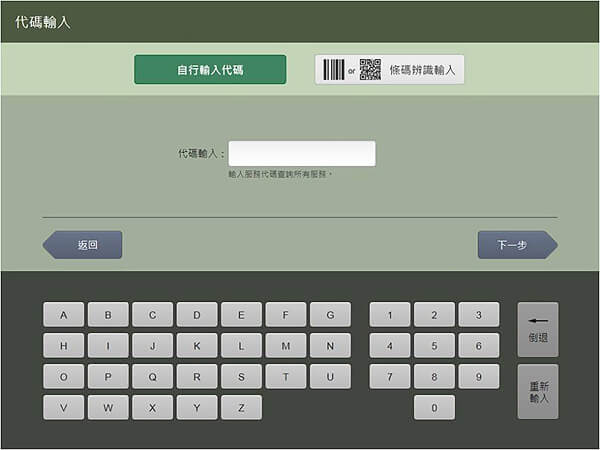 代碼輸入
自行輸入代碼
or 條碼辨識輸入
代碼輸入：
輸入服務代碼查詢所有服務。
返回
下一步
A B C D E F G 1 2 3
倒退
H I J K L M N 4 5 6
O P Q R S T U 7 8 9
重新
輸入
V W X Y Z 0